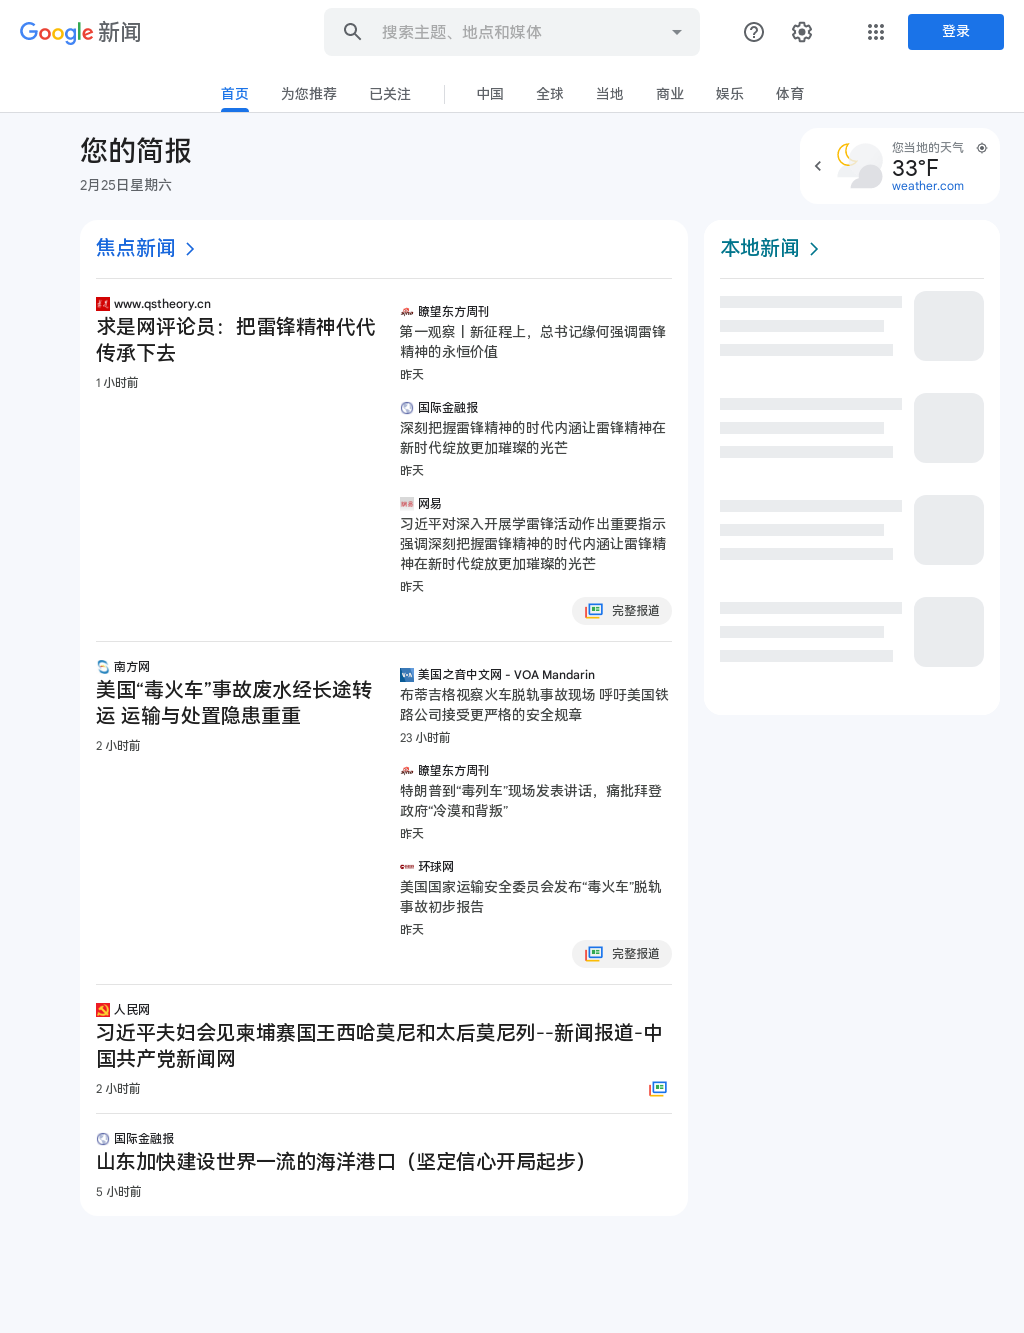 Google 新闻
搜索主题、地点和媒体
登录
首页 为您推荐 已关注 中国 全球 当地 商业 娱乐 体育
您的简报
2月25日星期六
您当地的天气
33°F
weather.com
焦点新闻
www.qstheory.cn
求是网评论员：把雷锋精神代代
传承下去
1 小时前
瞭望东方周刊
第一观察丨新征程上，总书记缘何强调雷锋
精神的永恒价值
昨天
国际金融报
深刻把握雷锋精神的时代内涵让雷锋精神在
新时代绽放更加璀璨的光芒
昨天
网易
习近平对深入开展学雷锋活动作出重要指示
强调深刻把握雷锋精神的时代内涵让雷锋精
神在新时代绽放更加璀璨的光芒
昨天
完整报道
南方网
美国“毒火车”事故废水经长途转
运 运输与处置隐患重重
2 小时前
美国之音中文网 - VOA Mandarin
布蒂吉格视察火车脱轨事故现场 呼吁美国铁
路公司接受更严格的安全规章
23 小时前
瞭望东方周刊
特朗普到“毒列车”现场发表讲话，痛批拜登
政府“冷漠和背叛”
昨天
环球网
美国国家运输安全委员会发布“毒火车”脱轨
事故初步报告
昨天
完整报道
人民网
习近平夫妇会见柬埔寨国王西哈莫尼和太后莫尼列--新闻报道-中
国共产党新闻网
2 小时前
国际金融报
山东加快建设世界一流的海洋港口（坚定信心开局起步）
5 小时前
本地新闻